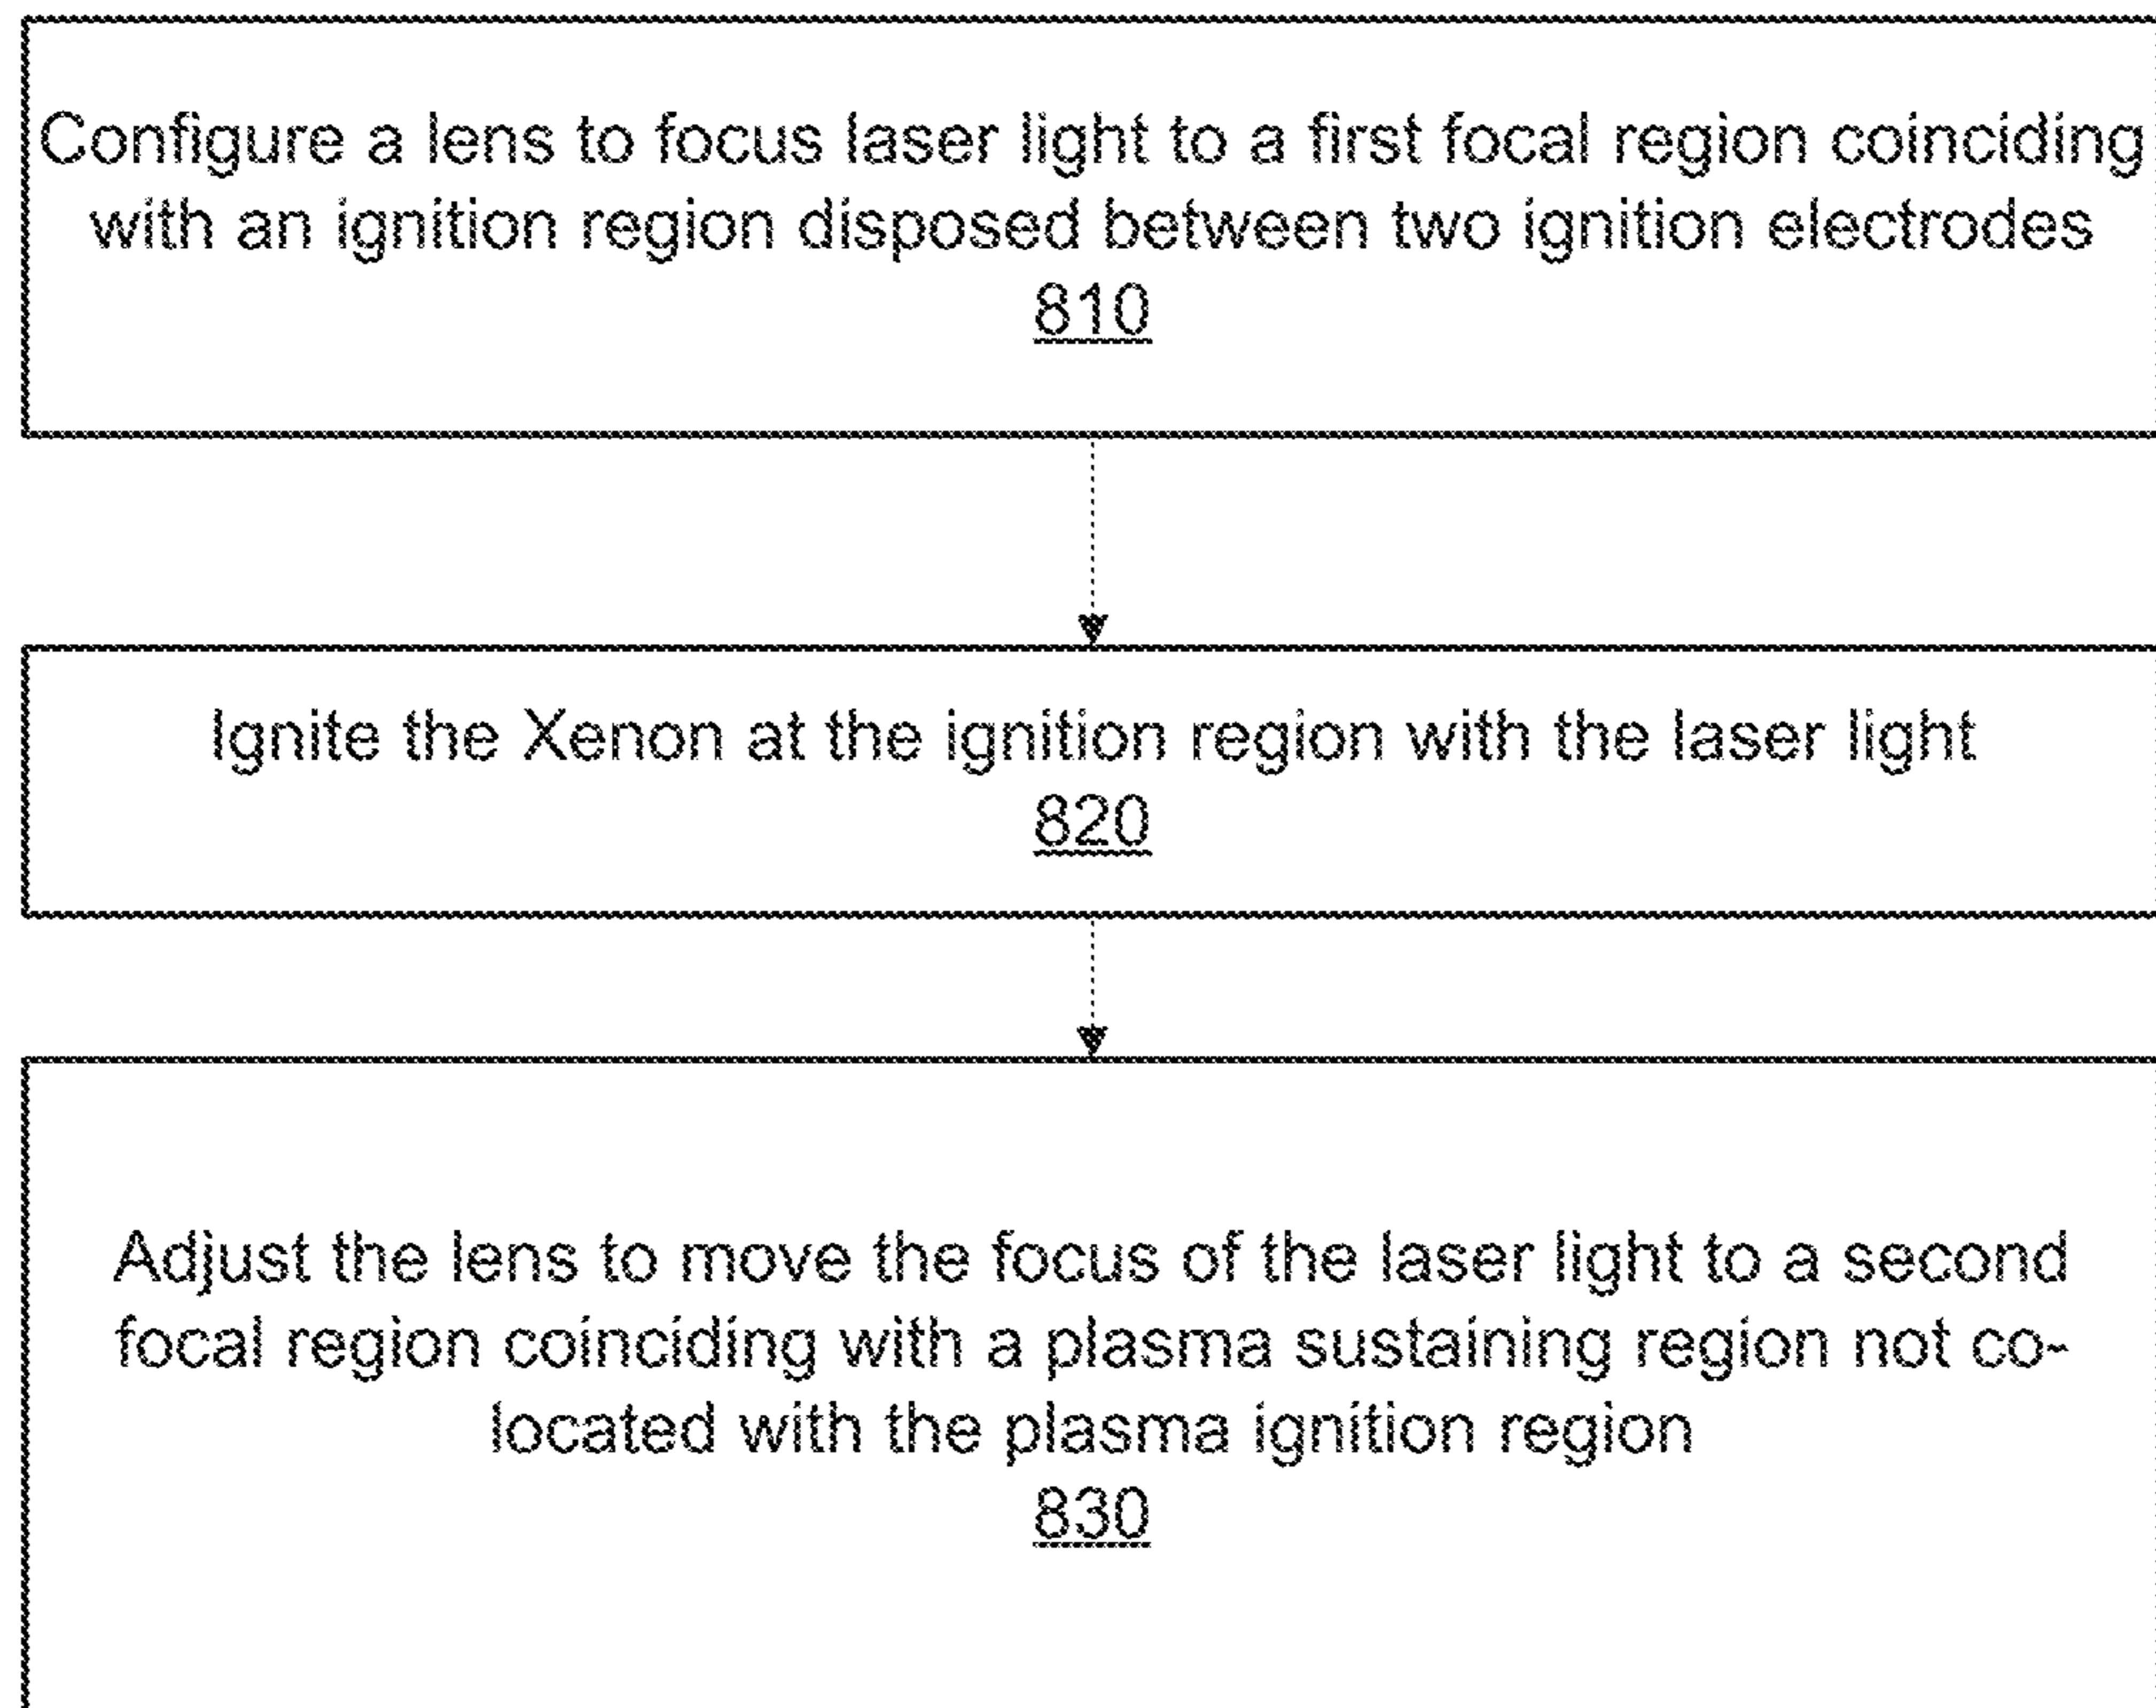 Configure a lens to focus laser light to a first focal region coinciding
with an ignition region disposed between two ignition electrodes
810
Ignite the Xenon at the ignition region with the laser light
820
Adjust the lens to move the focus of the laser light to a second
focal region coinciding with a plasma sustaining region not co-
located with the plasma ignition region
830